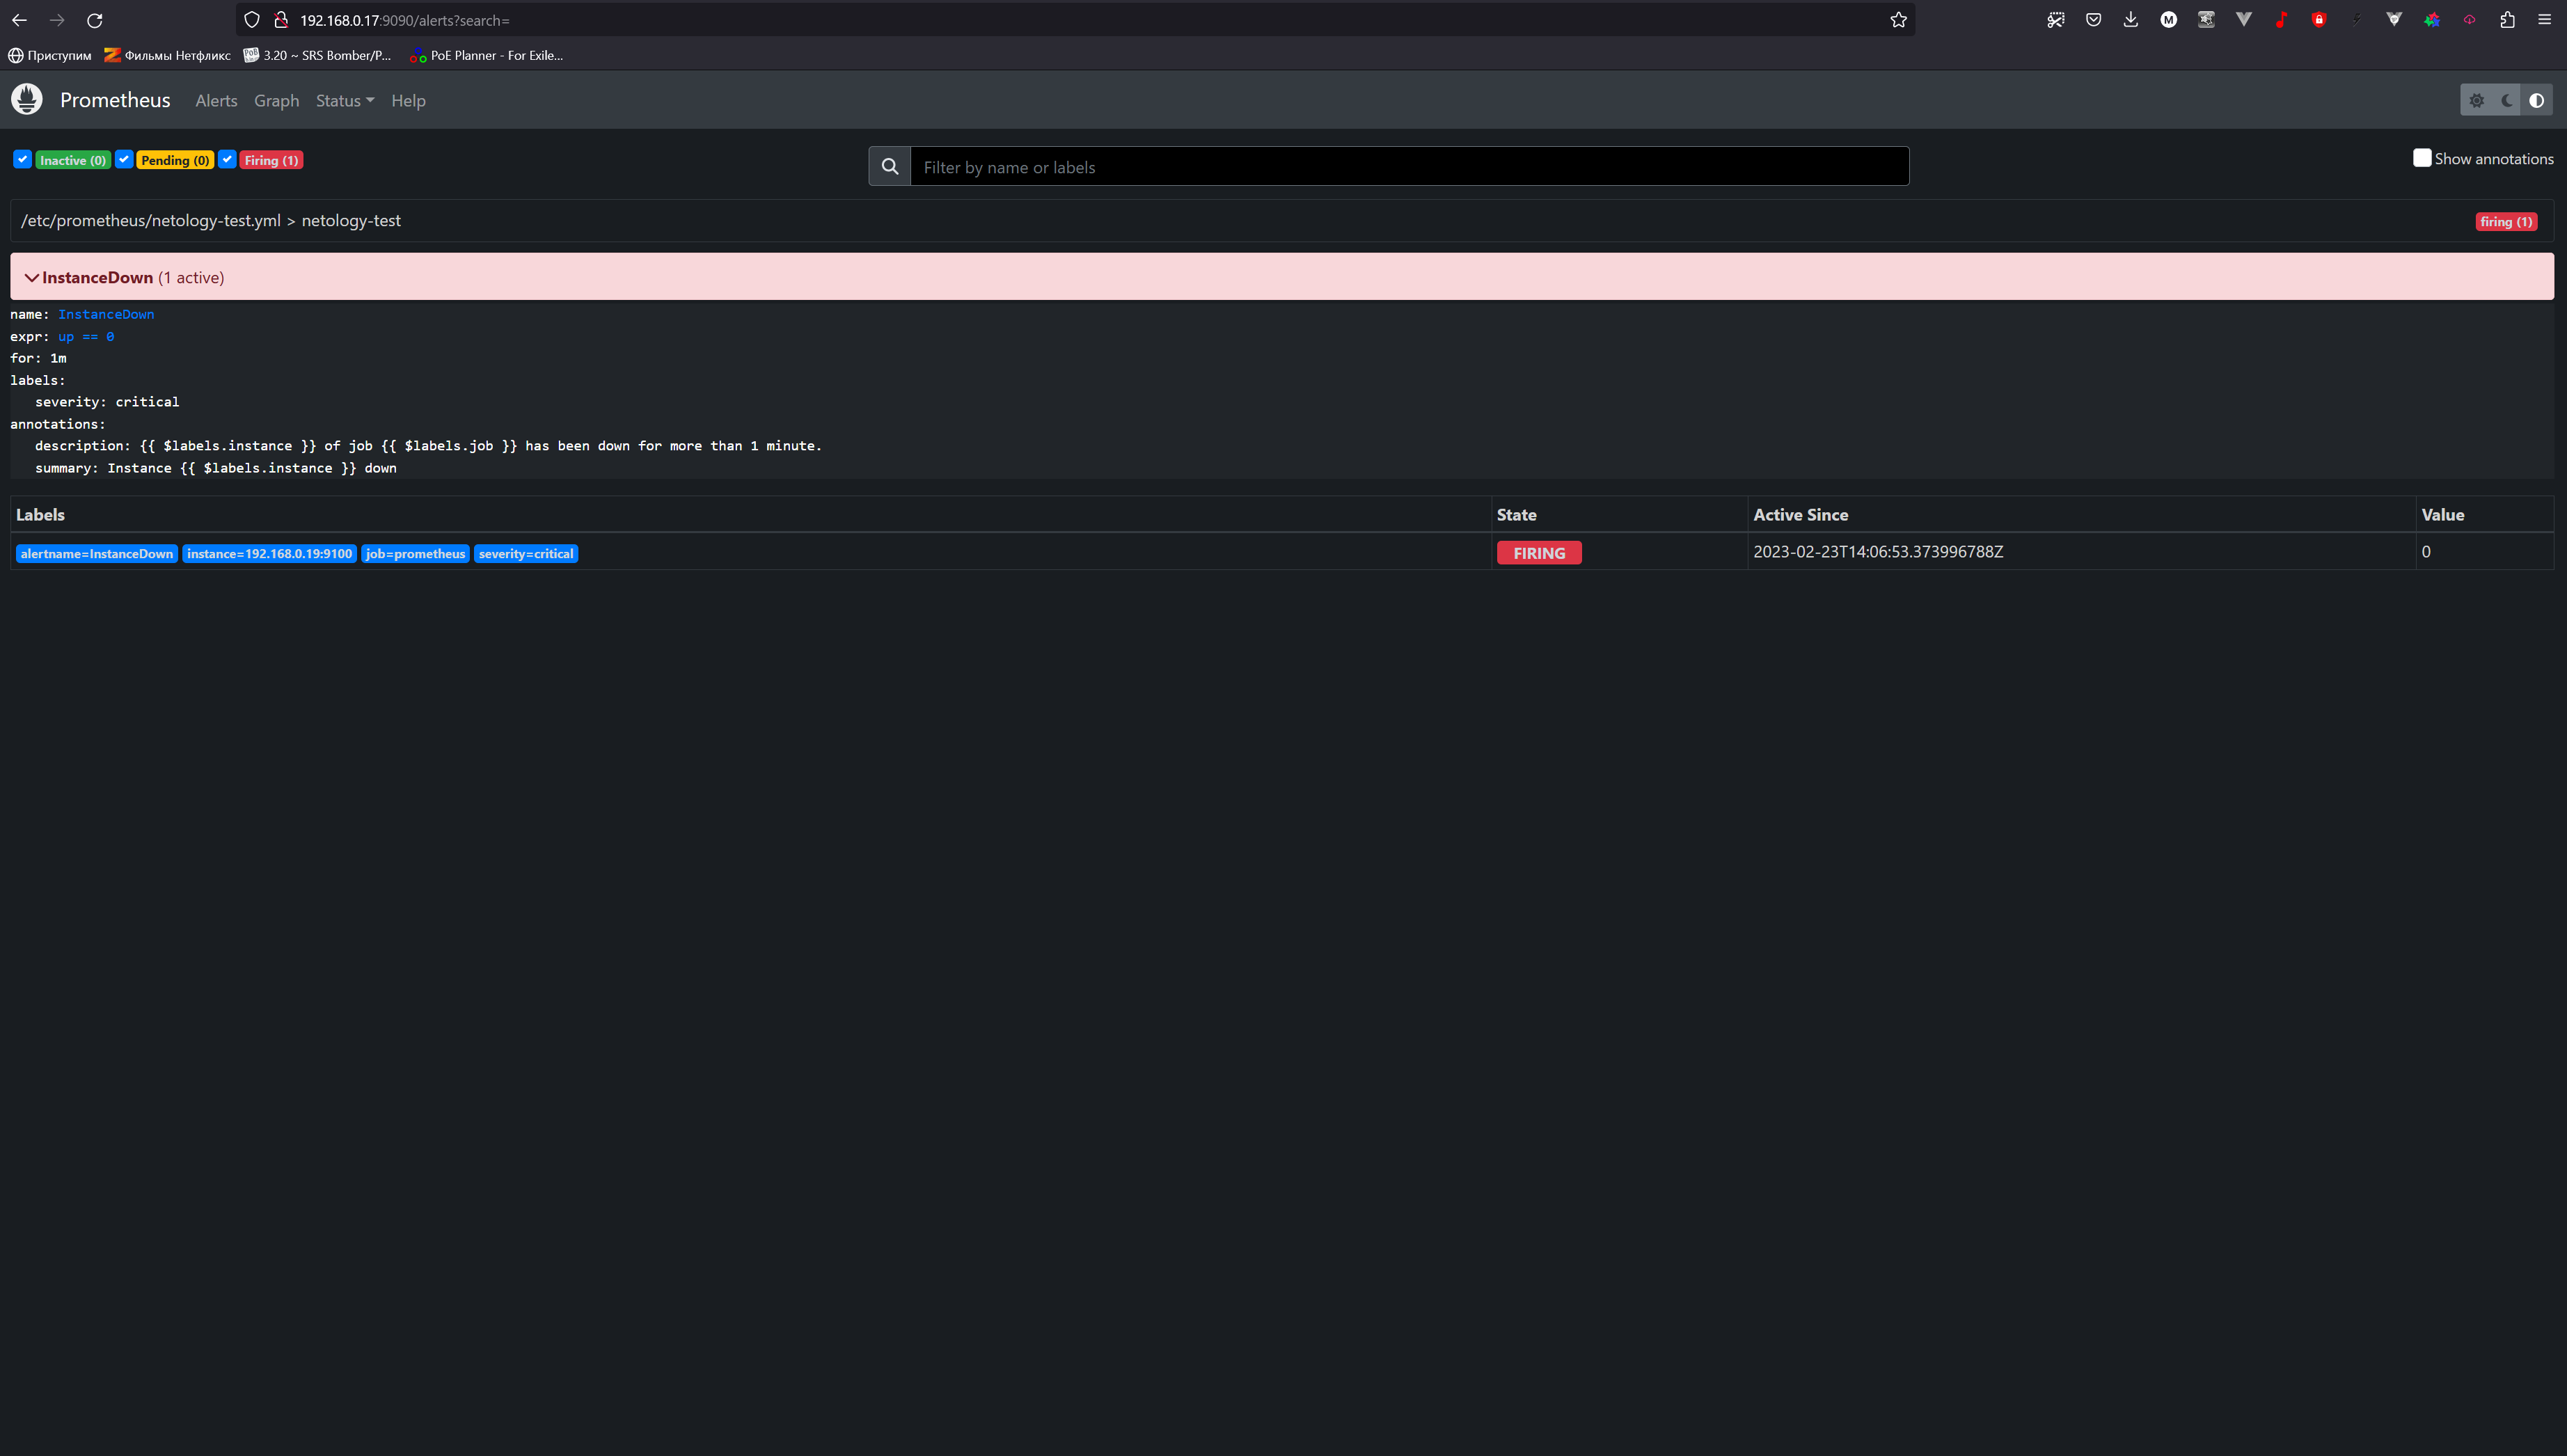 192.168.0.17:9090/alerts?search=
Приступим Фильмы Нетфликс 3.20 ~ SRS Bomber/P... PoE Planner - For Exile...
Prometheus Alerts Graph Status Help
Inactive (0) Pending (0) Firing (1) Filter by name or labels Show annotations
/etc/prometheus/netology-test.yml > netology-test firing (1)
InstanceDown (1 active)
name: InstanceDown
expr: up == 0
for: 1m
labels:
severity: critical
annotations:
description: {{ $labels.instance }} of job {{ $labels.job }} has been down for more than 1 minute.
summary: Instance {{ $labels.instance }} down
Labels State Active Since Value
alertname=InstanceDown instance=192.168.0.19:9100 job=prometheus severity=critical FIRING 2023-02-23T14:06:53.373996788Z 0